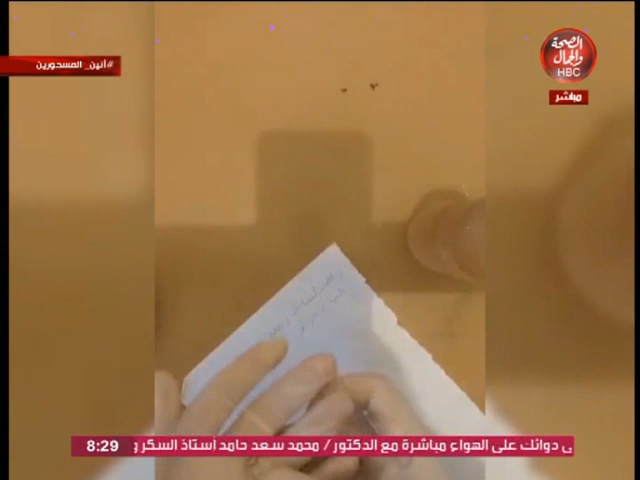 #أنين_المسحورين
الصحة
والجمال
HBC
مباشر
8:29
ى دوائك على الهواء مباشرة مع الدكتور/ محمد سعد حامد أستاذ السكر و